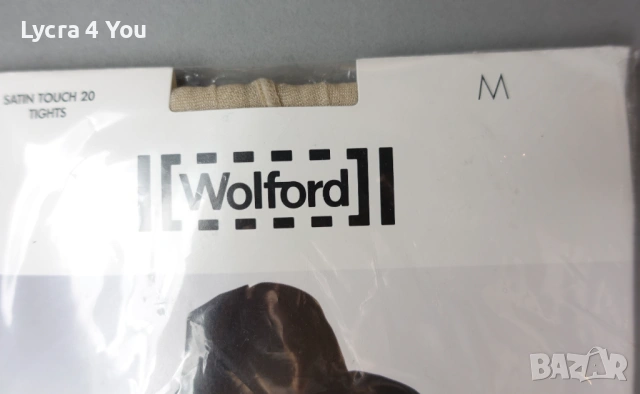 Lycra 4 You
SATIN TOUCH 20
TIGHTS
M
Wolford
BAZAR